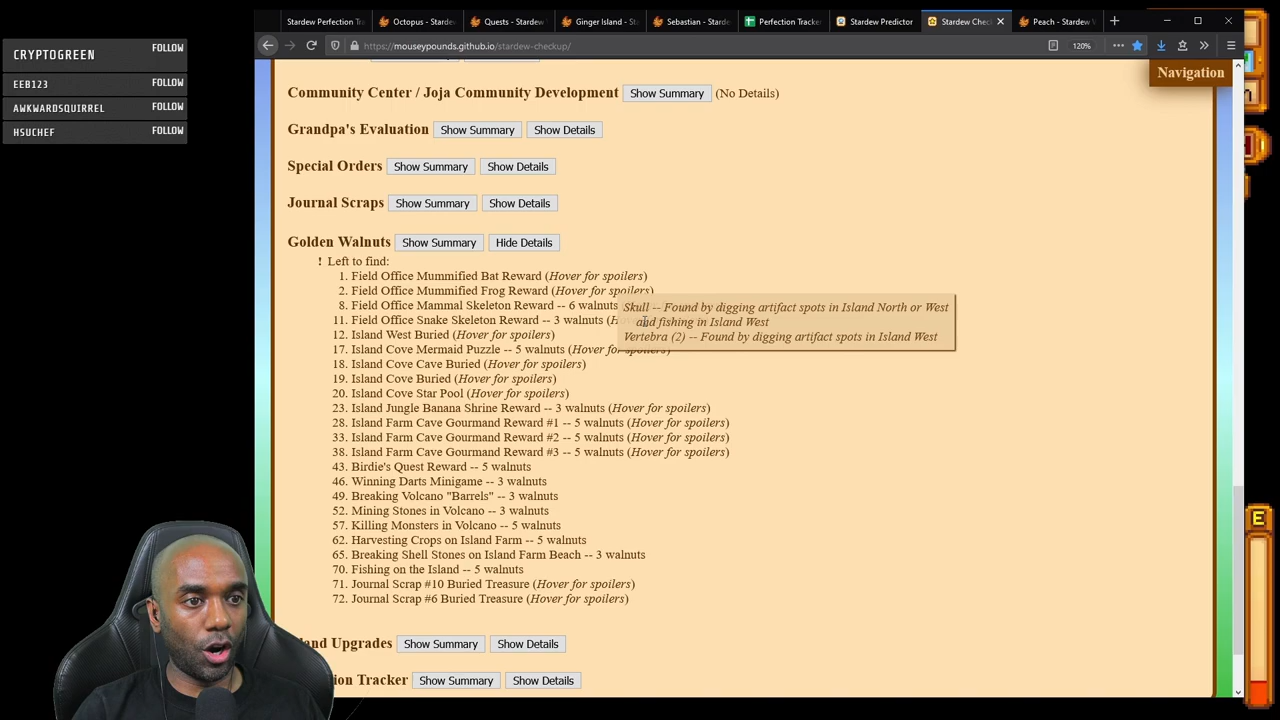 CRYPTOGREEN FOLLOW
EEB123 FOLLOW
AWKWARDSQUIRREL FOLLOW
HSUCHEF FOLLOW
Stardew Perfection Tra Octopus - Stardew Quests - Stardew Ginger Island - Sta Sebastian - Starde Perfection Tracker Stardew Predictor Stardew Chec Peach - Stardew
https://mouseypounds.github.io/stardew-checkup/ 120%
Navigation
Community Center / Joja Community Development Show Summary (No Details)
Grandpa's Evaluation Show Summary Show Details
Special Orders Show Summary Show Details
Journal Scraps Show Summary Show Details
Golden Walnuts Show Summary Hide Details
! Left to find:
1. Field Office Mummified Bat Reward (Hover for spoilers)
2. Field Office Mummified Frog Reward (Hover for spoilers)
8. Field Office Mammal Skeleton Reward -- 6 walnuts
11. Field Office Snake Skeleton Reward -- 3 walnuts
Skull -- Found by digging artifact spots in Island North or West
and fishing in Island West
Vertebra (2) -- Found by digging artifact spots in Island West
12. Island West Buried (Hover for spoilers)
17. Island Cove Mermaid Puzzle -- 5 walnuts (Hover for spoilers)
18. Island Cove Cave Buried (Hover for spoilers)
19. Island Cove Buried (Hover for spoilers)
20. Island Cove Star Pool (Hover for spoilers)
23. Island Jungle Banana Shrine Reward -- 3 walnuts (Hover for spoilers)
28. Island Farm Cave Gourmand Reward #1 -- 5 walnuts (Hover for spoilers)
33. Island Farm Cave Gourmand Reward #2 -- 5 walnuts (Hover for spoilers)
38. Island Farm Cave Gourmand Reward #3 -- 5 walnuts (Hover for spoilers)
43. Birdie's Quest Reward -- 5 walnuts
46. Winning Darts Minigame -- 3 walnuts
49. Breaking Volcano "Barrels" -- 3 walnuts
52. Mining Stones in Volcano -- 3 walnuts
57. Killing Monsters in Volcano -- 5 walnuts
62. Harvesting Crops on Island Farm -- 5 walnuts
65. Breaking Shell Stones on Island Farm Beach -- 3 walnuts
70. Fishing on the Island -- 5 walnuts
71. Journal Scrap #10 Buried Treasure (Hover for spoilers)
72. Journal Scrap #6 Buried Treasure (Hover for spoilers)
Upgrades Show Summary Show Details
Tracker Show Summary Show Details
E